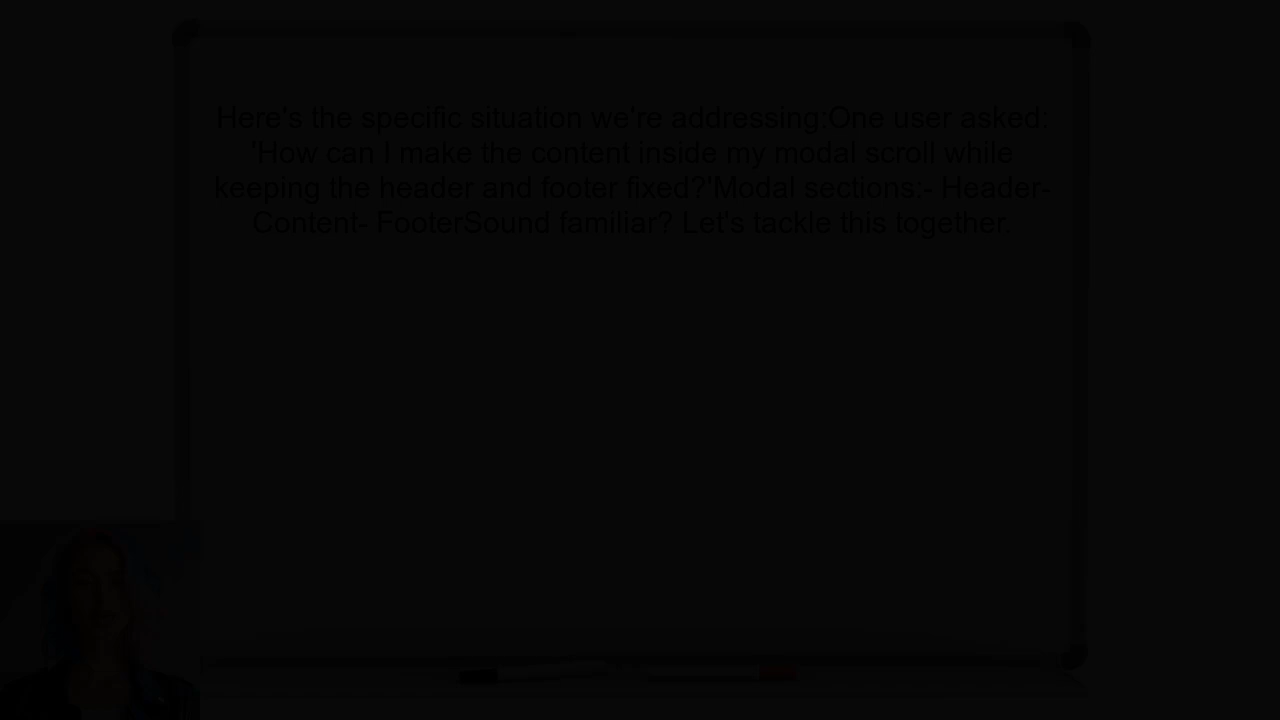 Here's the specific situation we're addressing:One user asked:
'How can I make the content inside my modal scroll while
keeping the header and footer fixed?'Modal sections:- Header-
Content- FooterSound familiar? Let's tackle this together.